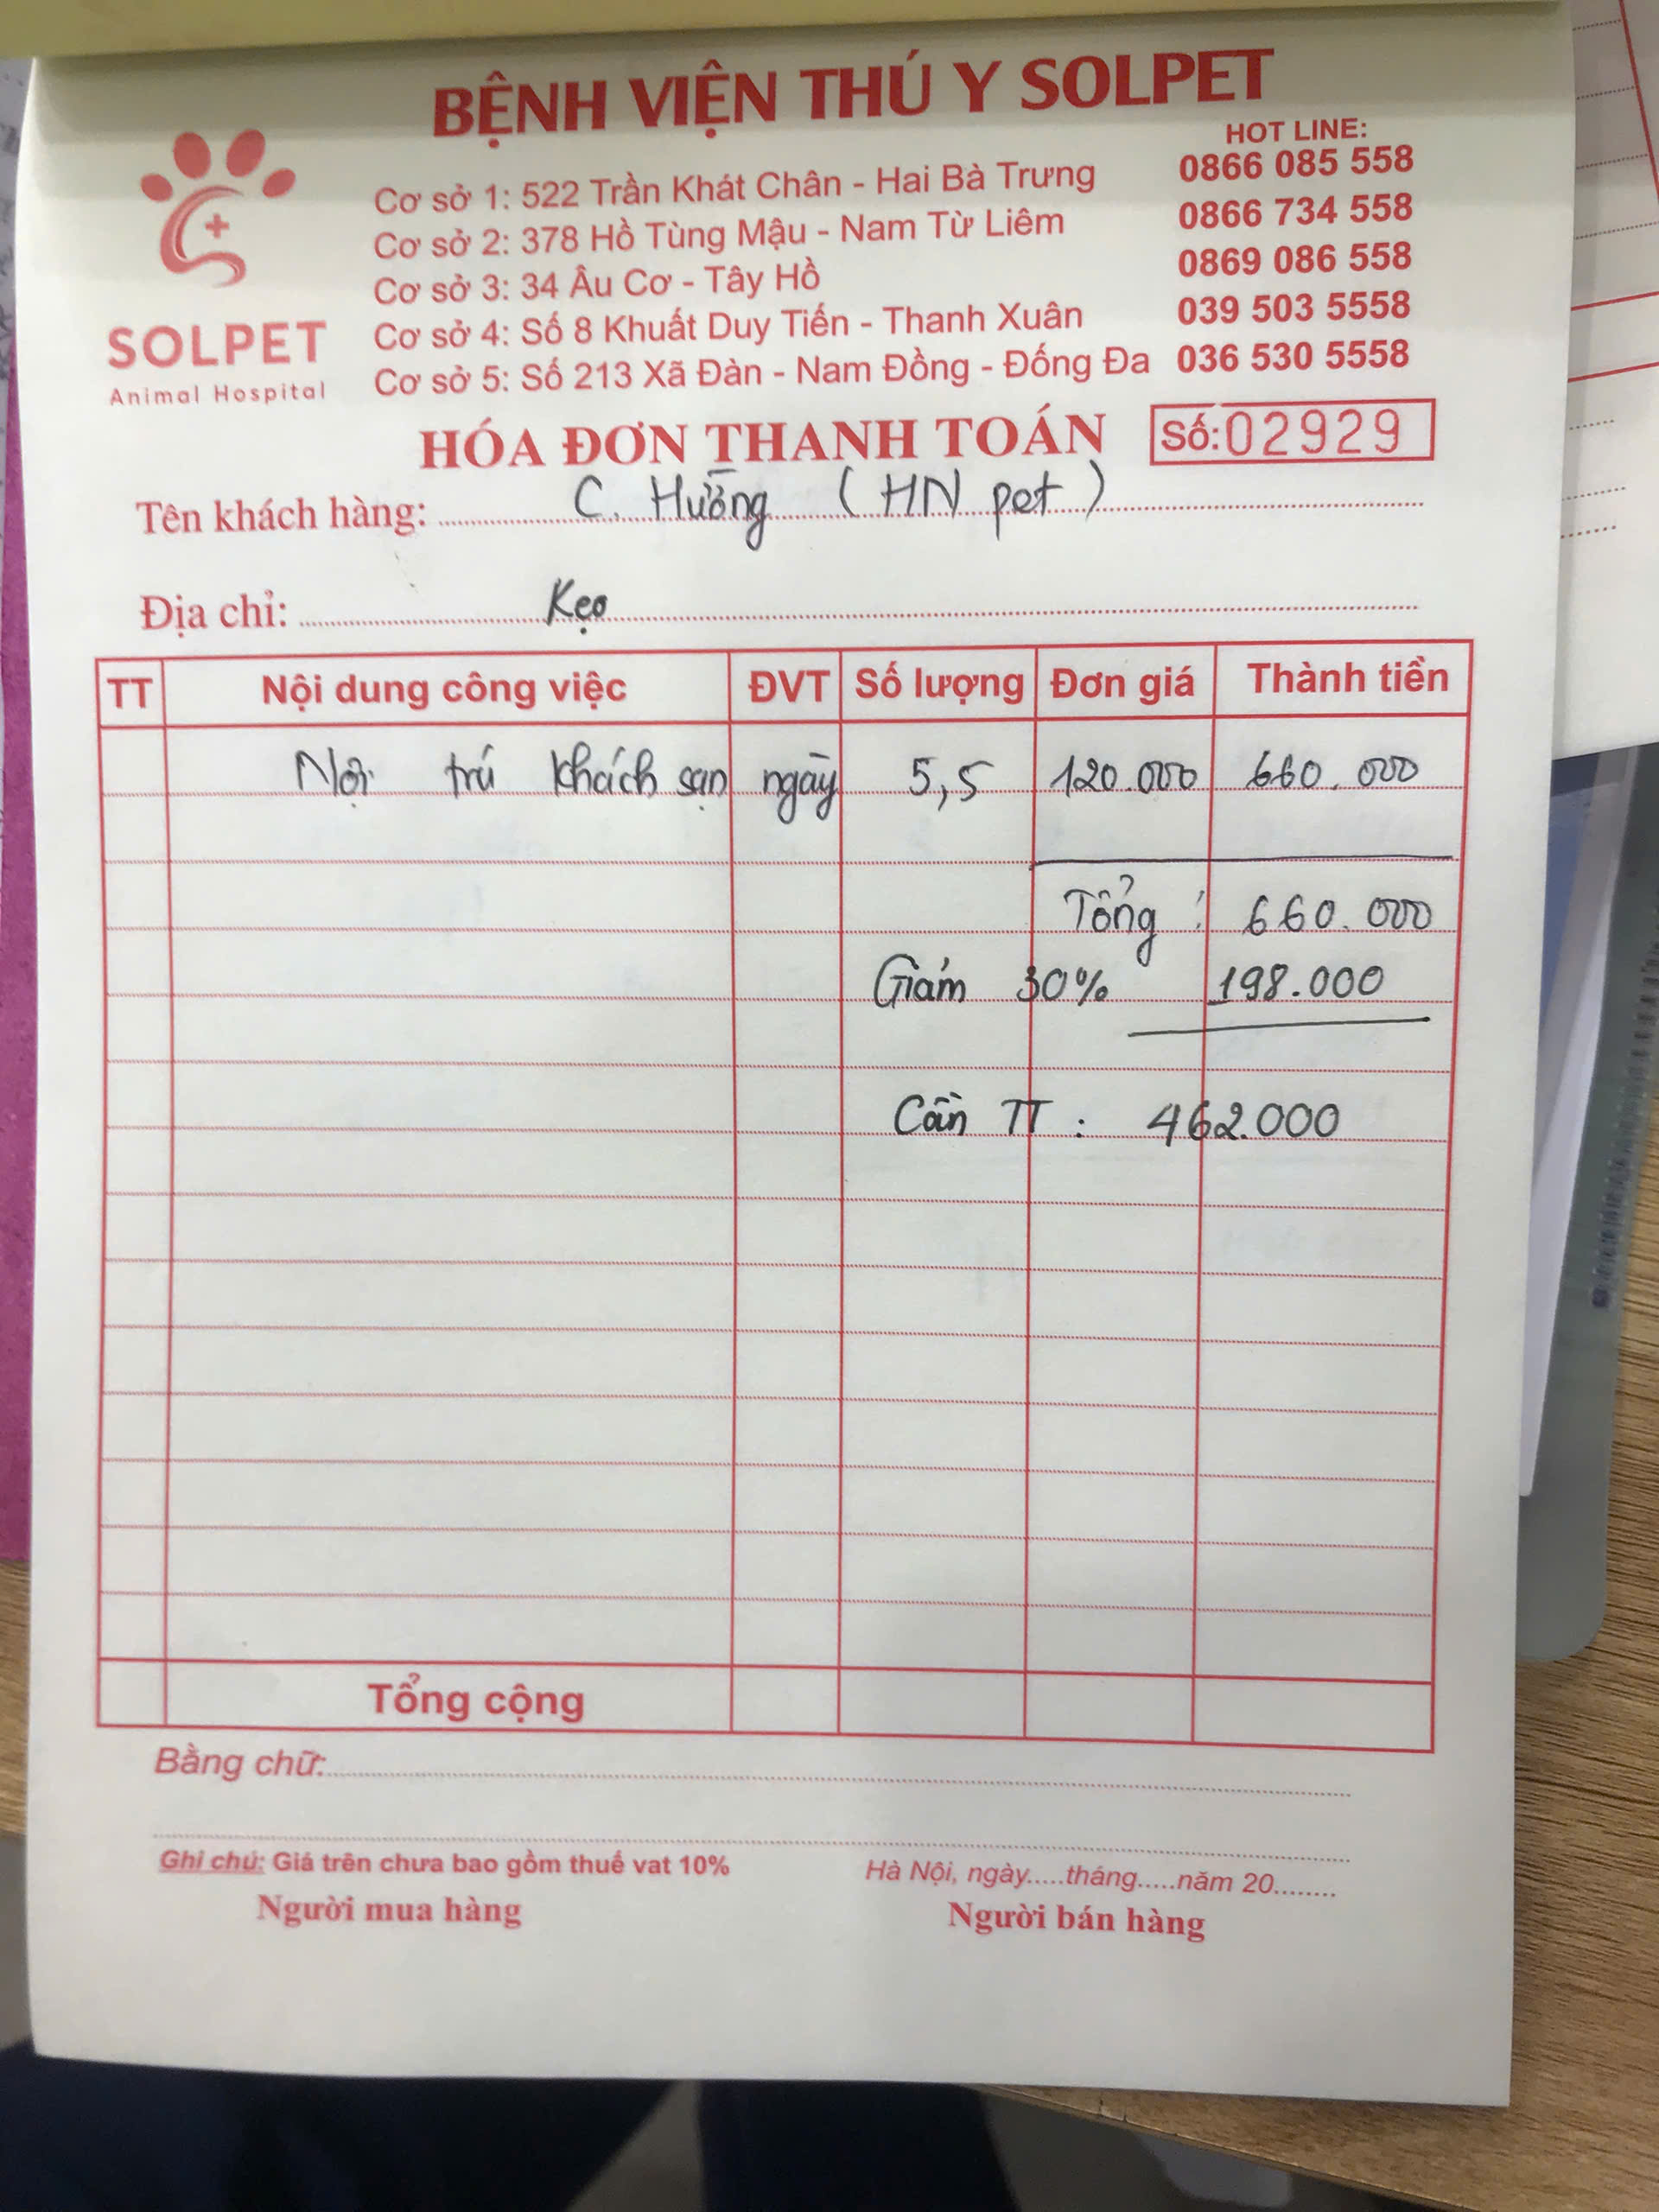 BỆNH VIỆN THÚ Y SOLPET
HOT LINE:
Cơ sở 1: 522 Trần Khát Chân - Hai Bà Trưng 0866 085 558
Cơ sở 2: 378 Hồ Tùng Mậu - Nam Từ Liêm 0866 734 558
Cơ sở 3: 34 Âu Cơ - Tây Hồ 0869 086 558
Cơ sở 4: Số 8 Khuất Duy Tiến - Thanh Xuân 039 503 5558
Cơ sở 5: Số 213 Xã Đàn - Nam Đồng - Đống Đa 036 530 5558
SOLPET
Animal Hospital
HÓA ĐƠN THANH TOÁN Số: 02929
Tên khách hàng: C. Hường (HN pet)
Địa chỉ: Kẹo
TT Nội dung công việc ĐVT Số lượng Đơn giá Thành tiền
Nội trú khách sạn ngày 5,5 120.000 660.000
Tổng : 660.000
Giảm 30% 198.000
Cần TT : 462.000
Tổng cộng
Bằng chữ:
Ghi chú: Giá trên chưa bao gồm thuế vat 10%
Hà Nội, ngày.....tháng.....năm 20........
Người mua hàng Người bán hàng